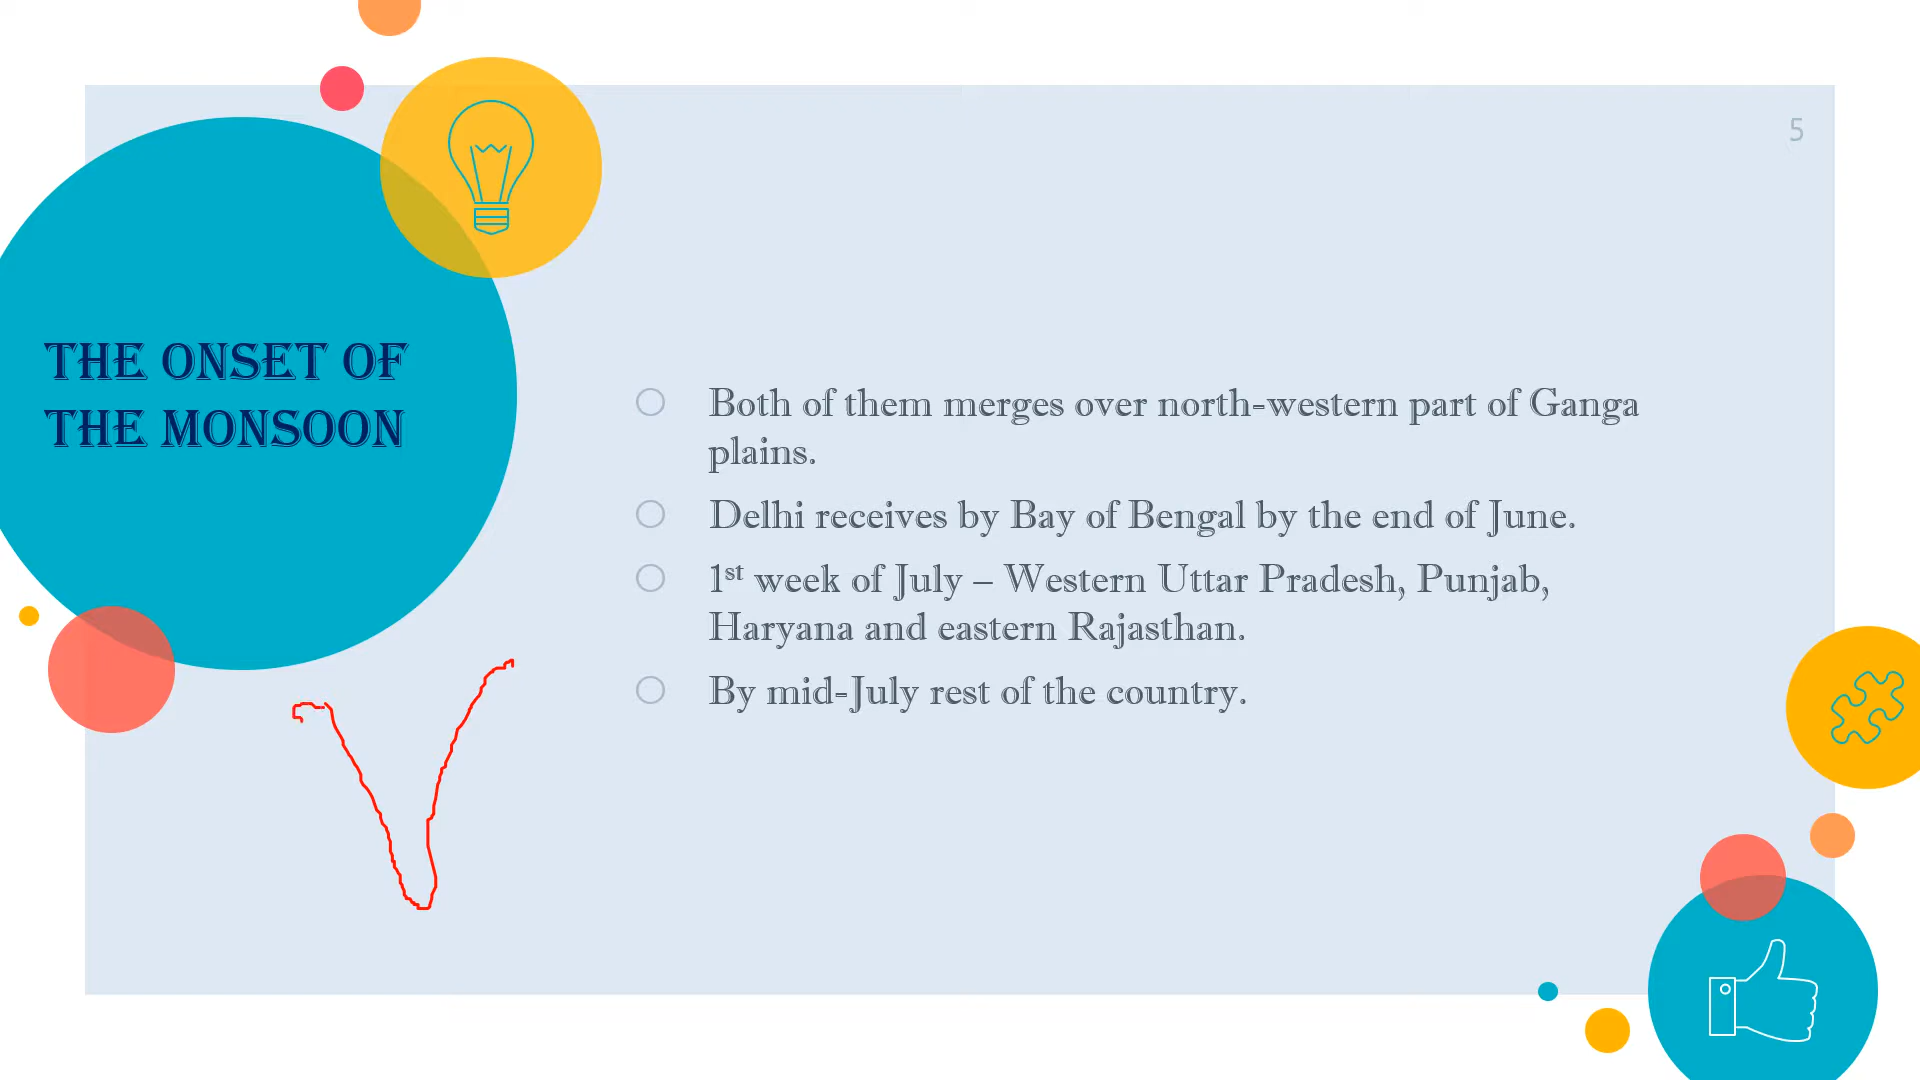 5
THE ONSET OF
THE MONSOON
Both of them merges over north-western part of Ganga
plains.
Delhi receives by Bay of Bengal by the end of June.
1st week of July – Western Uttar Pradesh, Punjab,
Haryana and eastern Rajasthan.
By mid-July rest of the country.